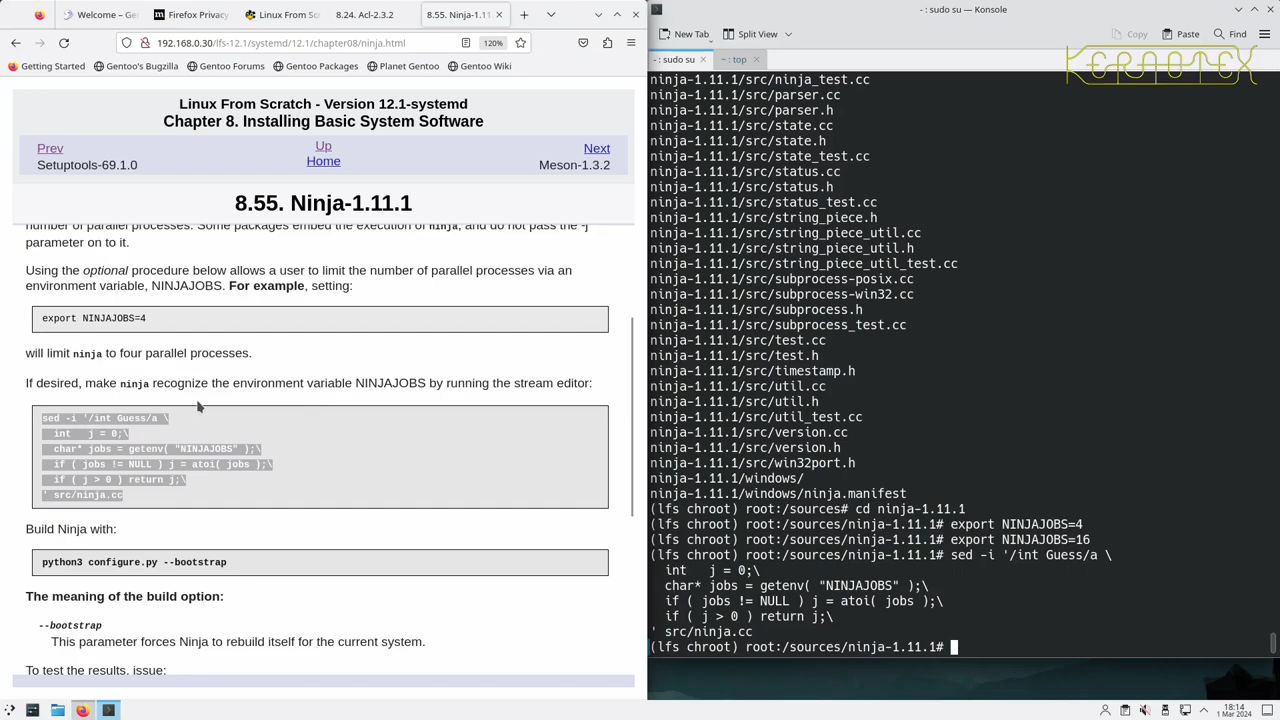 Welcome – Ge
Firefox Privacy
Linux From Scr
8.24. Acl-2.3.2
8.55. Ninja-1.11
192.168.0.30/lfs-12.1/systemd/12.1/chapter08/ninja.html
120%
Getting Started
Gentoo's Bugzilla
Gentoo Forums
Gentoo Packages
Planet Gentoo
Gentoo Wiki
Linux From Scratch - Version 12.1-systemd
Chapter 8. Installing Basic System Software
Prev
Up
Next
Setuptools-69.1.0
Home
Meson-1.3.2
8.55. Ninja-1.11.1
number of parallel processes. Some packages embed the execution of ninja, and do not pass the -j
parameter on to it.
Using the optional procedure below allows a user to limit the number of parallel processes via an
environment variable, NINJAJOBS. For example, setting:
export NINJAJOBS=4
will limit ninja to four parallel processes.
If desired, make ninja recognize the environment variable NINJAJOBS by running the stream editor:
sed -i '/int Guess/a \
  int   j = 0;\
  char* jobs = getenv( "NINJAJOBS" );\
  if ( jobs != NULL ) j = atoi( jobs );\
  if ( j > 0 ) return j;\
' src/ninja.cc
Build Ninja with:
python3 configure.py --bootstrap
The meaning of the build option:
--bootstrap
This parameter forces Ninja to rebuild itself for the current system.
To test the results, issue:
- : sudo su — Konsole
New Tab
Split View
Copy
Paste
Find
- : sudo su
~ : top
KERNOTEX
ninja-1.11.1/src/ninja_test.cc
ninja-1.11.1/src/parser.cc
ninja-1.11.1/src/parser.h
ninja-1.11.1/src/state.cc
ninja-1.11.1/src/state.h
ninja-1.11.1/src/state_test.cc
ninja-1.11.1/src/status.cc
ninja-1.11.1/src/status.h
ninja-1.11.1/src/status_test.cc
ninja-1.11.1/src/string_piece.h
ninja-1.11.1/src/string_piece_util.cc
ninja-1.11.1/src/string_piece_util.h
ninja-1.11.1/src/string_piece_util_test.cc
ninja-1.11.1/src/subprocess-posix.cc
ninja-1.11.1/src/subprocess-win32.cc
ninja-1.11.1/src/subprocess.h
ninja-1.11.1/src/subprocess_test.cc
ninja-1.11.1/src/test.cc
ninja-1.11.1/src/test.h
ninja-1.11.1/src/timestamp.h
ninja-1.11.1/src/util.cc
ninja-1.11.1/src/util.h
ninja-1.11.1/src/util_test.cc
ninja-1.11.1/src/version.cc
ninja-1.11.1/src/version.h
ninja-1.11.1/src/win32port.h
ninja-1.11.1/windows/
ninja-1.11.1/windows/ninja.manifest
(lfs chroot) root:/sources# cd ninja-1.11.1
(lfs chroot) root:/sources/ninja-1.11.1# export NINJAJOBS=4
(lfs chroot) root:/sources/ninja-1.11.1# export NINJAJOBS=16
(lfs chroot) root:/sources/ninja-1.11.1# sed -i '/int Guess/a \
  int   j = 0;\
  char* jobs = getenv( "NINJAJOBS" );\
  if ( jobs != NULL ) j = atoi( jobs );\
  if ( j > 0 ) return j;\
' src/ninja.cc
(lfs chroot) root:/sources/ninja-1.11.1#
18:14
1 Mar 2024